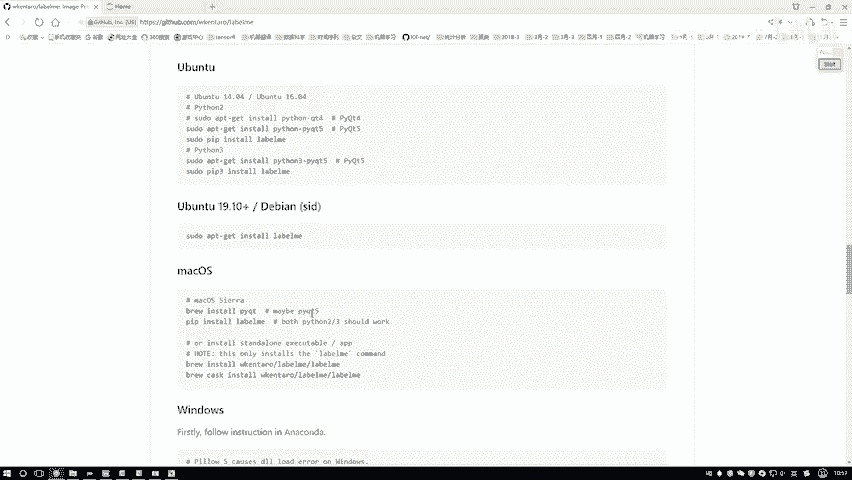 wkentaro/labelme: Image Pr
Home
GitHub, Inc. [US]
https://github.com/wkentaro/labelme
Ubuntu
# Ubuntu 14.04 / Ubuntu 16.04
# Python2
# sudo apt-get install python-qt4  # PyQt4
sudo apt-get install python-pyqt5  # PyQt5
sudo pip install labelme
# Python3
sudo apt-get install python3-pyqt5  # PyQt5
sudo pip3 install labelme
Ubuntu 19.10+ / Debian (sid)
sudo apt-get install labelme
macOS
# macOS Sierra
brew install pyqt  # maybe pyqt5
pip install labelme  # both python2/3 should work
# or install standalone executable / app
# NOTE: this only installs the `labelme` command
brew install wkentaro/labelme/labelme
brew cask install wkentaro/labelme/labelme
Windows
Firstly, follow instruction in Anaconda.
# Pillow 5 causes dll load error on Windows.
10:57